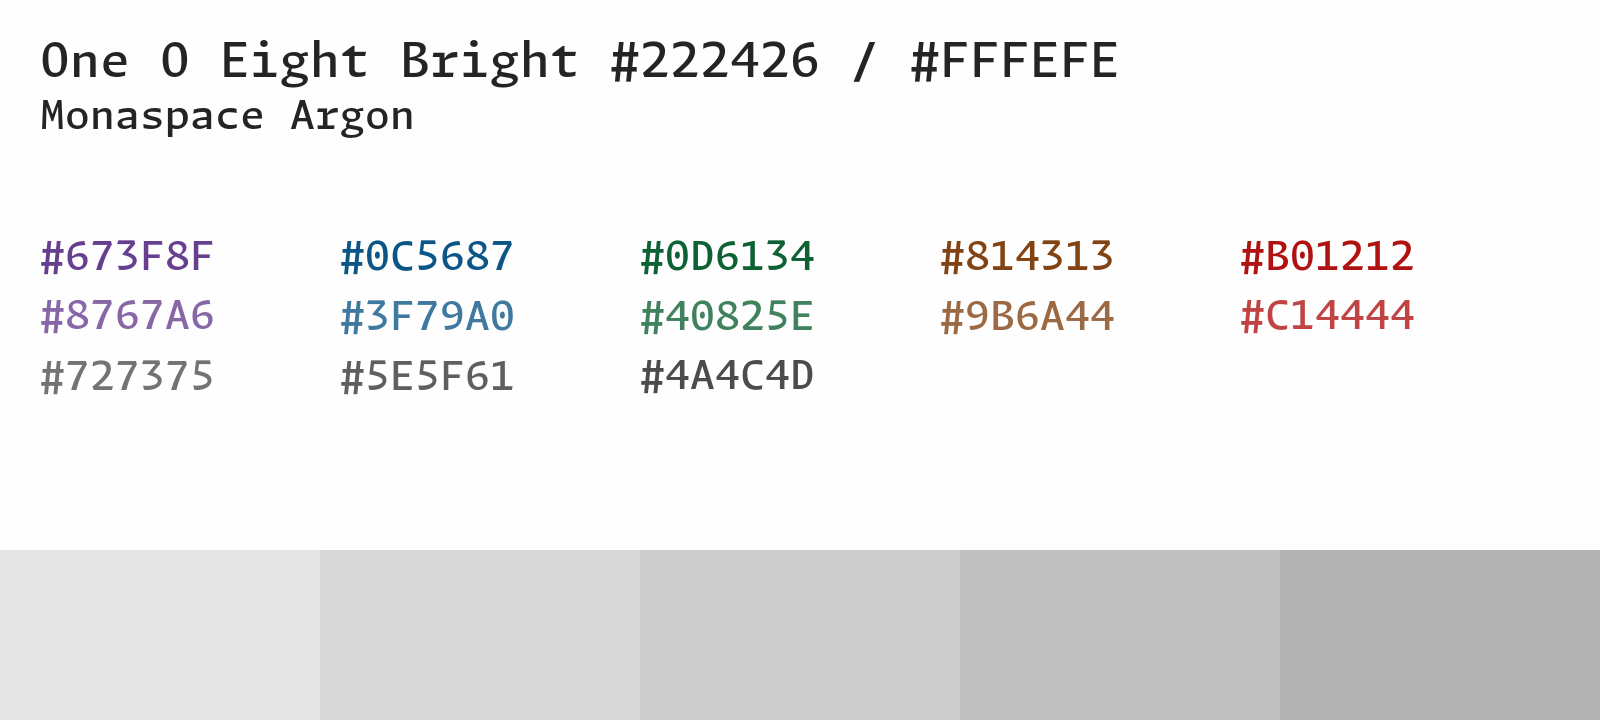 One O Eight Bright #222426 / #FFFEFE
Monaspace Argon
#673F8F #0C5687 #0D6134 #814313 #B01212
#8767A6 #3F79A0 #40825E #9B6A44 #C14444
#727375 #5E5F61 #4A4C4D